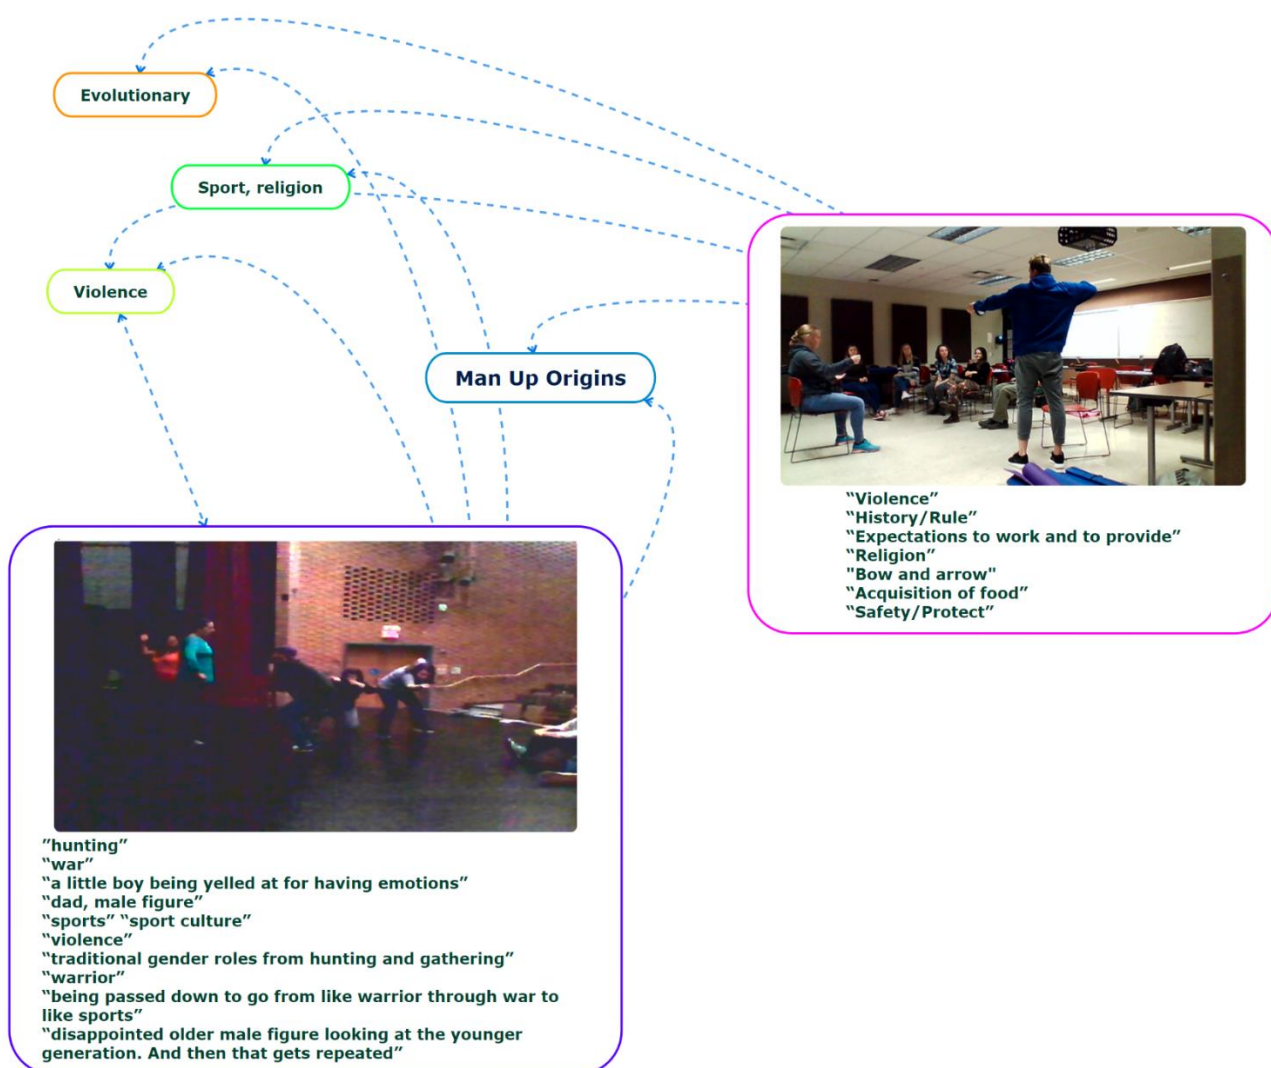 Evolutionary
Sport, religion
Violence
Man Up Origins
“Violence”
“History/Rule”
“Expectations to work and to provide”
“Religion”
"Bow and arrow"
“Acquisition of food”
“Safety/Protect”
”hunting”
“war”
“a little boy being yelled at for having emotions”
“dad, male figure”
“sports” “sport culture”
“violence”
“traditional gender roles from hunting and gathering”
“warrior”
“being passed down to go from like warrior through war to
like sports”
“disappointed older male figure looking at the younger
generation. And then that gets repeated”